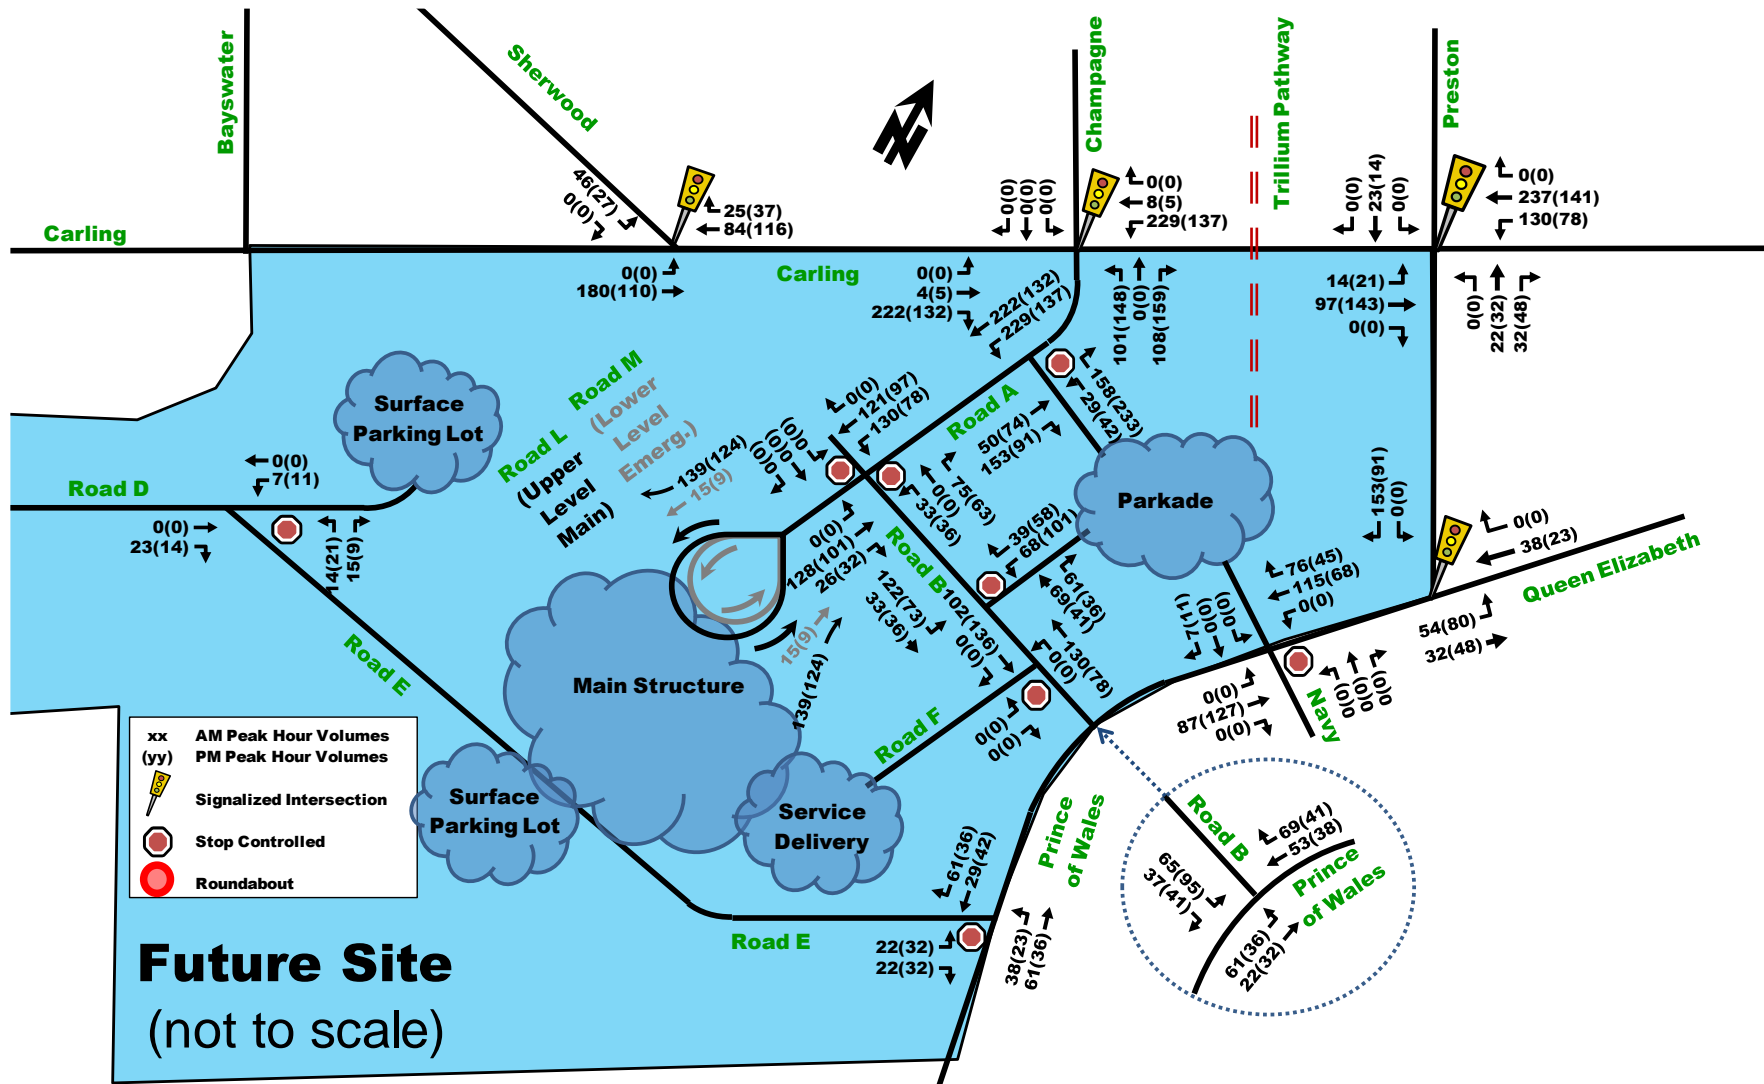 Bayswater
Sherwood
Champagne
Trillium Pathway
Preston
Carling
46(27)
0(0)
25(37)
84(116)
0(0)
180(110)
Carling
0(0)
0(0)
0(0)
0(0)
8(5)
229(137)
0(0)
4(5)
222(132)
101(148)
0(0)
108(159)
0(0)
23(14)
0(0)
0(0)
237(141)
130(78)
14(21)
97(143)
0(0)
0(0)
22(32)
32(48)
222(132)
229(137)
Surface
Parking Lot
Road M
(Lower
Level
Emerg.)
Road L
(Upper
Level
Main)
0(0)
121(97)
130(78)
0(0)
0(0)
0(0)
139(124)
15(9)
Road A
158(233)
29(42)
50(74)
153(91)
75(63)
0(0)
33(36)
Parkade
39(58)
68(101)
61(36)
69(41)
0(0)
128(101)
26(32)
Road B
122(73)
33(36)
102(136)
0(0)
130(78)
0(0)
15(9)
139(124)
Road D
0(0)
7(11)
0(0)
23(14)
14(21)
15(9)
Road E
Main Structure
Road F
0(0)
0(0)
153(91)
0(0)
0(0)
38(23)
Queen Elizabeth
54(80)
32(48)
76(45)
115(68)
0(0)
0(0)
0(0)
7(11)
0(0)
87(127)
0(0)
0(0)
0(0)
0(0)
Navy
xx AM Peak Hour Volumes
(yy) PM Peak Hour Volumes
Signalized Intersection
Stop Controlled
Roundabout
Surface
Parking Lot
Service
Delivery
Prince
of Wales
61(36)
29(42)
Road E
22(32)
22(32)
38(23)
61(36)
Road B
69(41)
53(38)
65(95)
37(41)
Prince
of Wales
61(36)
22(32)
Future Site
(not to scale)